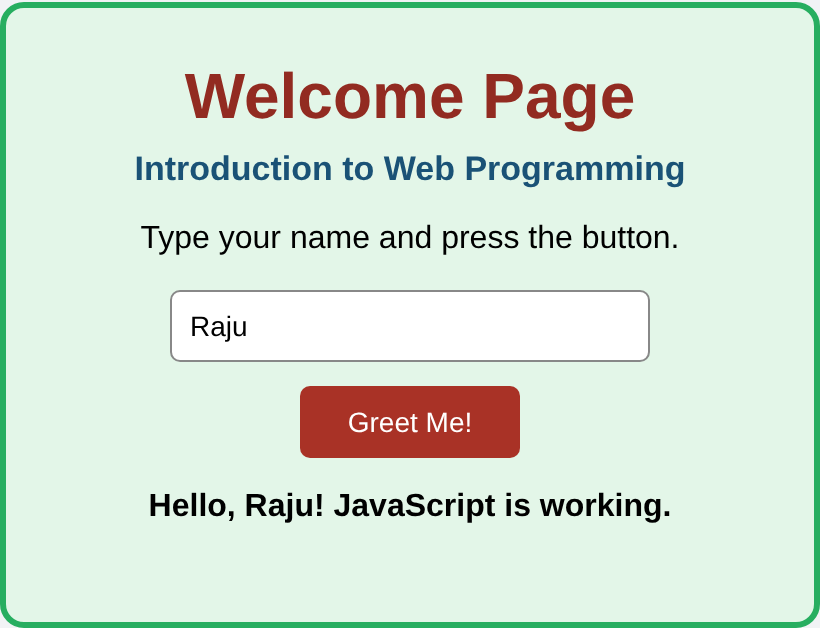 Welcome Page
Introduction to Web Programming
Type your name and press the button.
Raju
Greet Me!
Hello, Raju! JavaScript is working.